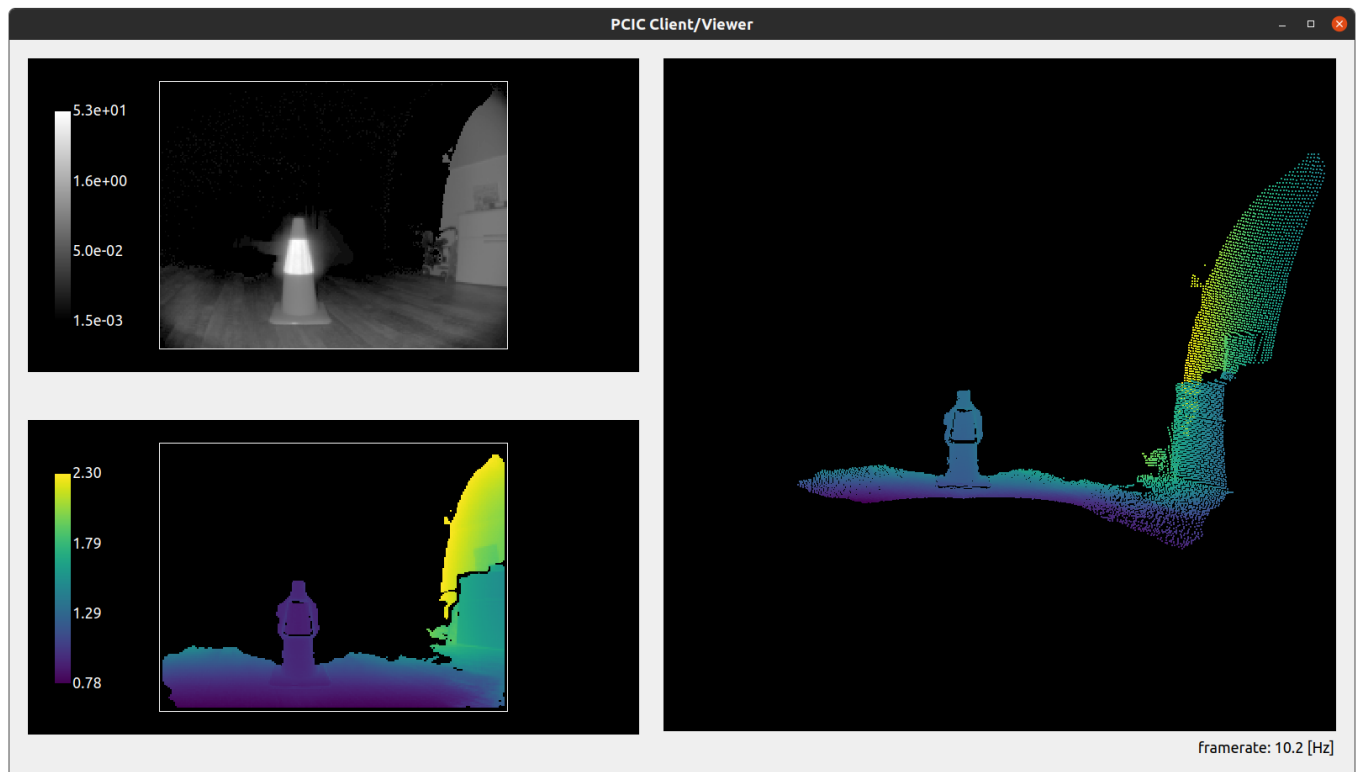 PCIC Client/Viewer
5.3e+01
1.6e+00
5.0e-02
1.5e-03
2.30
1.79
1.29
0.78
framerate: 10.2 [Hz]